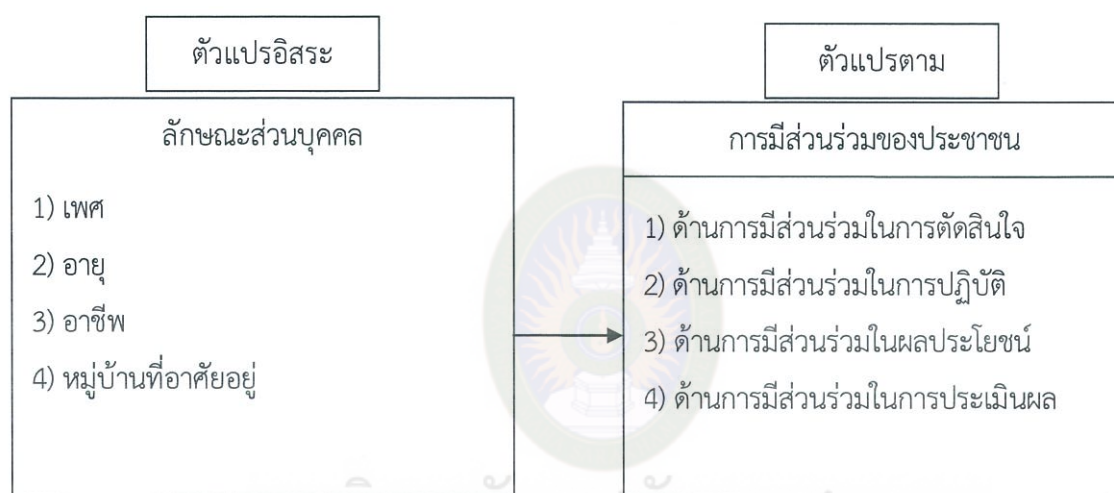 ตัวแปรอิสระ
ลักษณะส่วนบุคคล
1) เพศ
2) อายุ
3) อาชีพ
4) หมู่บ้านที่อาศัยอยู่
ตัวแปรตาม
การมีส่วนร่วมของประชาชน
1) ด้านการมีส่วนร่วมในการตัดสินใจ
2) ด้านการมีส่วนร่วมในการปฏิบัติ
3) ด้านการมีส่วนร่วมในผลประโยชน์
4) ด้านการมีส่วนร่วมในการประเมินผล